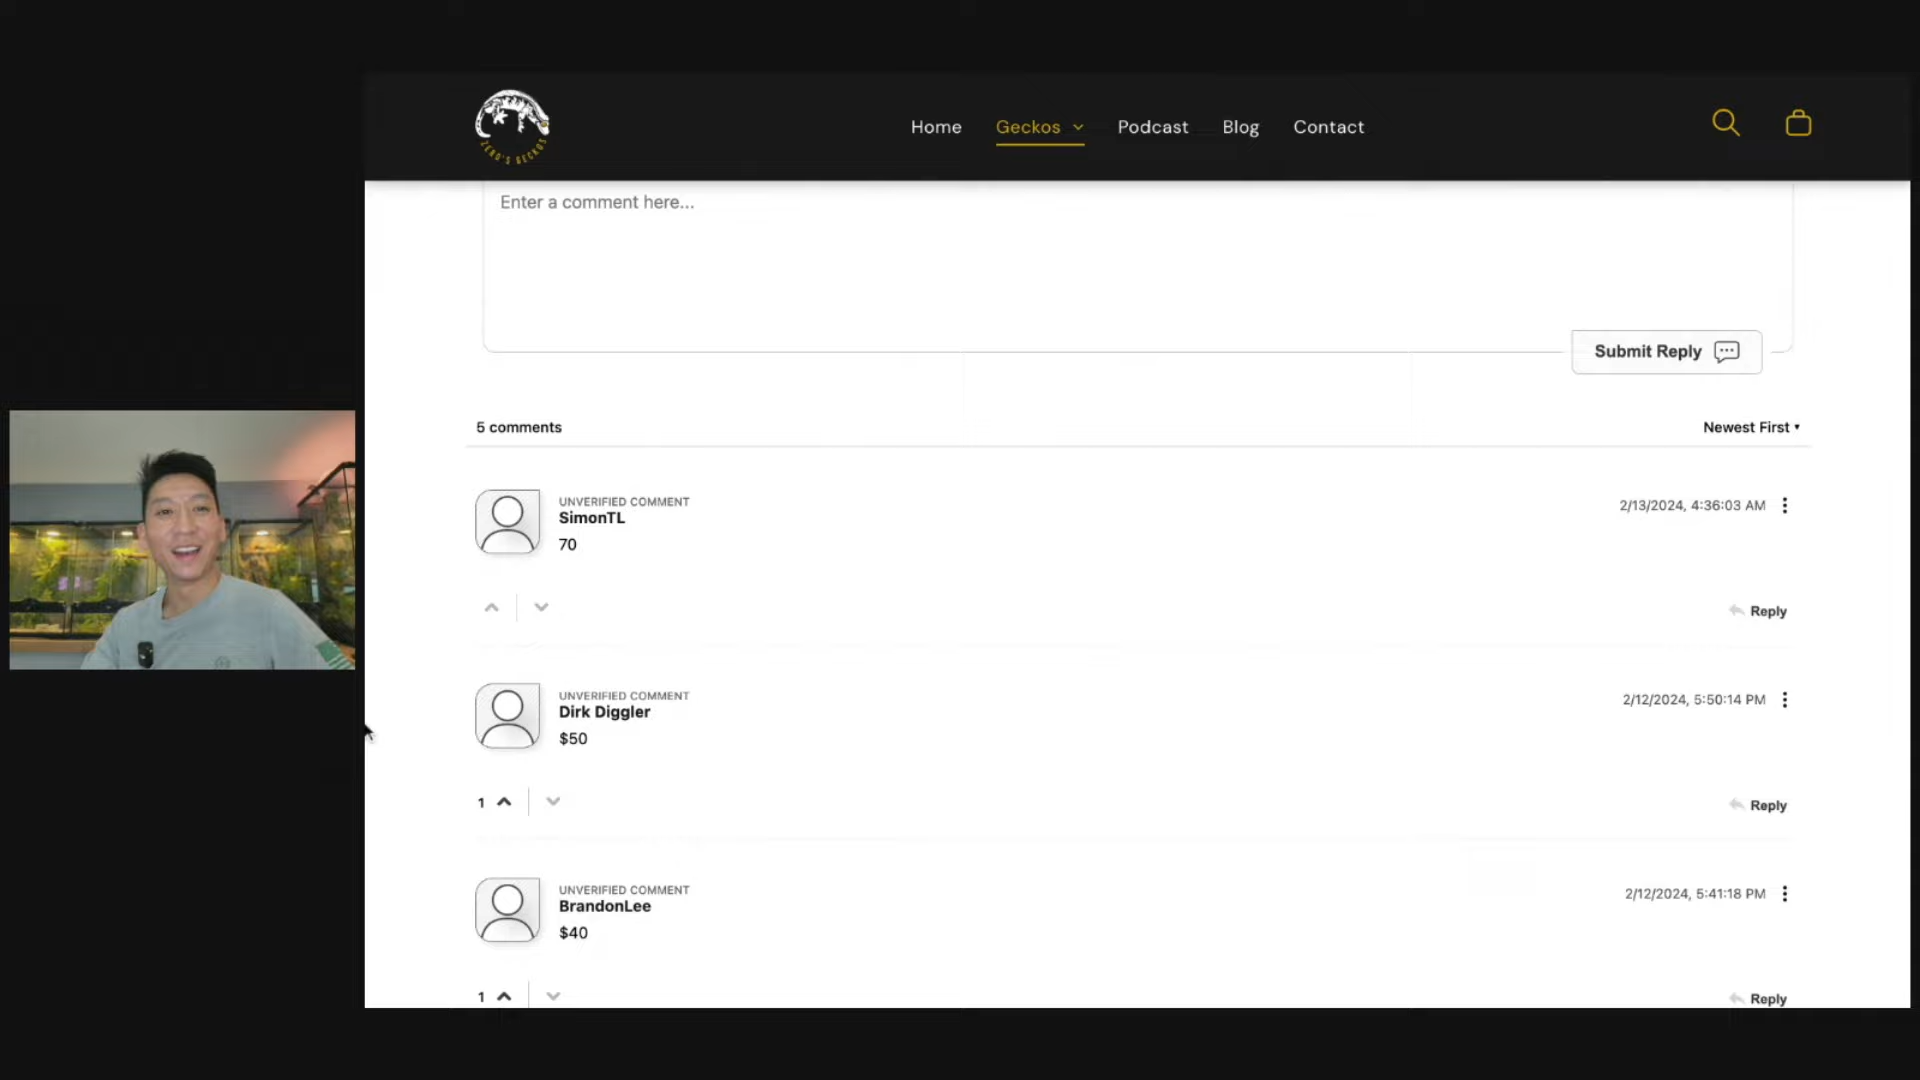 ZERO'S GECKOS
Home Geckos Podcast Blog Contact
Enter a comment here...
Submit Reply
5 comments
Newest First
UNVERIFIED COMMENT
SimonTL
2/13/2024, 4:36:03 AM
70
Reply
UNVERIFIED COMMENT
Dirk Diggler
2/12/2024, 5:50:14 PM
$50
1
Reply
UNVERIFIED COMMENT
BrandonLee
2/12/2024, 5:41:18 PM
$40
1
Reply